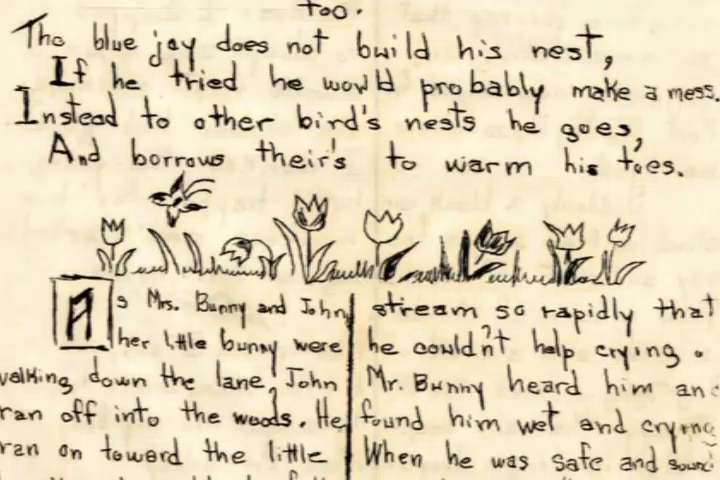 too.
The blue jay does not build his nest,
If he tried he would probably make a mess.
Instead to other bird's nests he goes,
And borrows their's to warm his toes.
As Mrs. Bunny and John
her little bunny were
walking down the lane, John
ran off into the woods. He
ran on toward the little
stream so rapidly that
he couldn't help crying.
Mr. Bunny heard him and
found him wet and crying
When he was safe and sound